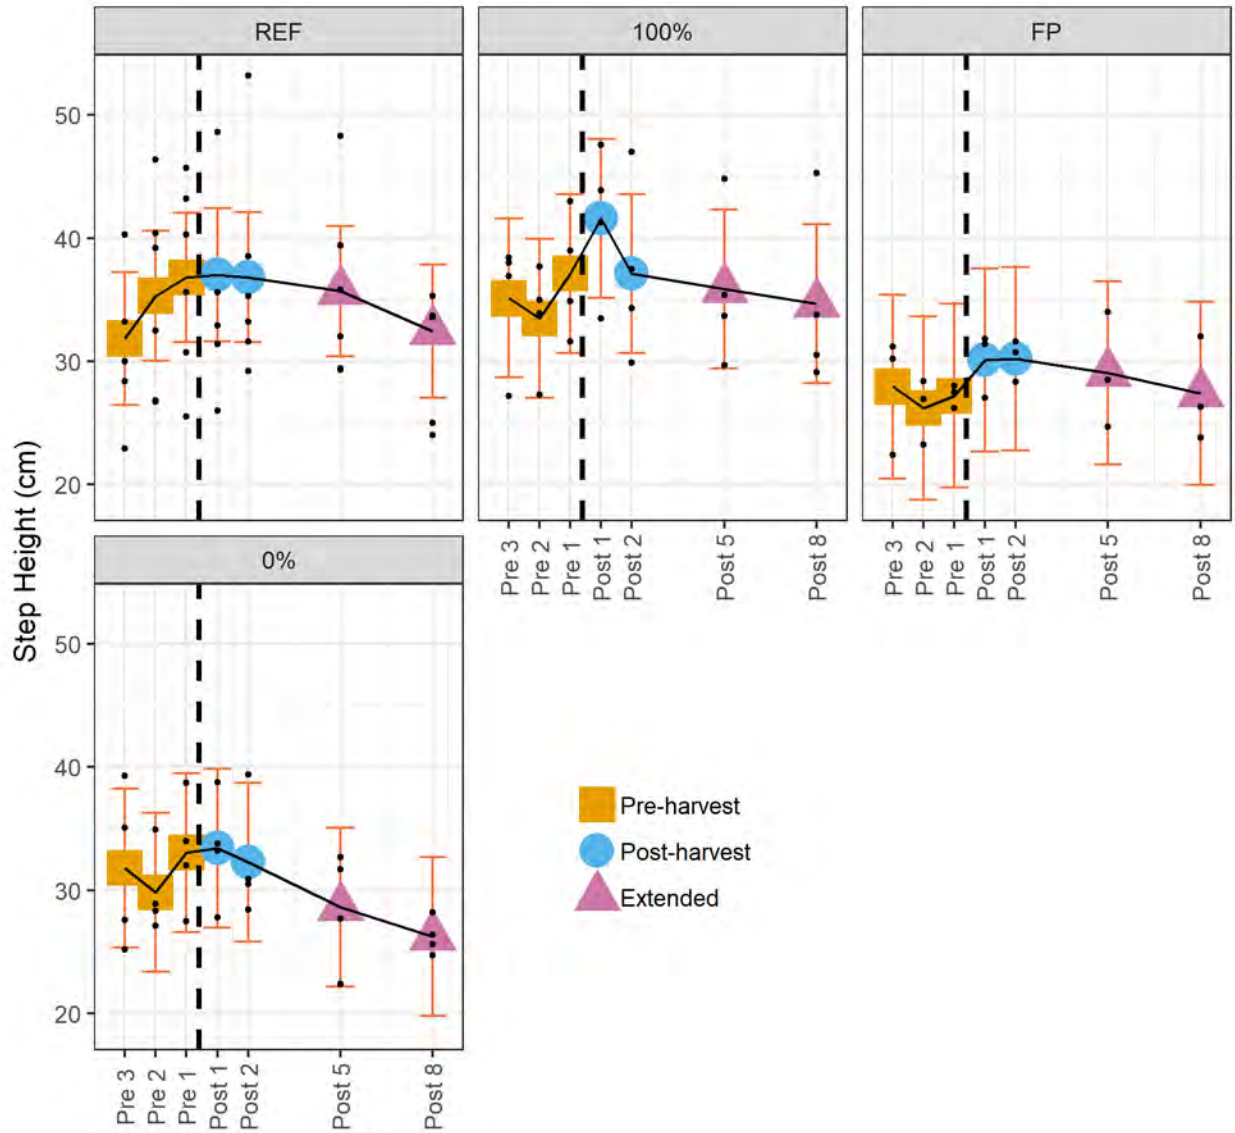 REF
100%
FP
50
40
30
20
Pre 3
Pre 2
Pre 1
Post 1
Post 2
Post 5
Post 8
Pre 3
Pre 2
Pre 1
Post 1
Post 2
Post 5
Post 8
0%
Step Height (cm)
50
40
30
20
Pre-harvest
Post-harvest
Extended
Pre 3
Pre 2
Pre 1
Post 1
Post 2
Post 5
Post 8